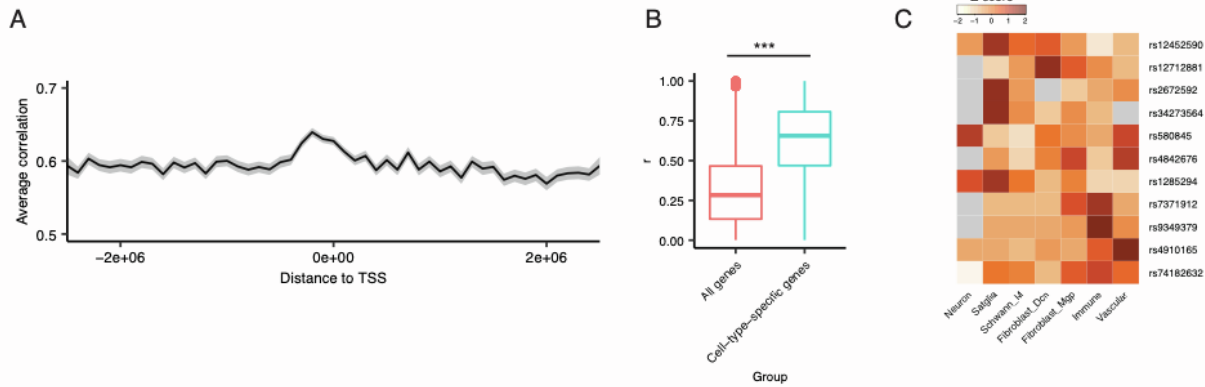 A
0.7
0.6
0.5
Average correlation
−2e+06
0e+00
2e+06
Distance to TSS
B
***
1.00
0.75
0.50
0.25
0.00
r
All genes
Cell−type−specific genes
Group
C
−2 −1 0 1 2
rs12452590
rs12712881
rs2672592
rs34273564
rs580845
rs4842676
rs1285294
rs7371912
rs9349379
rs4910165
rs74182632
Neuron
Satglia
Schwann_M
Fibroblast_Dcn
Fibroblast_Mgp
Immune
Vascular